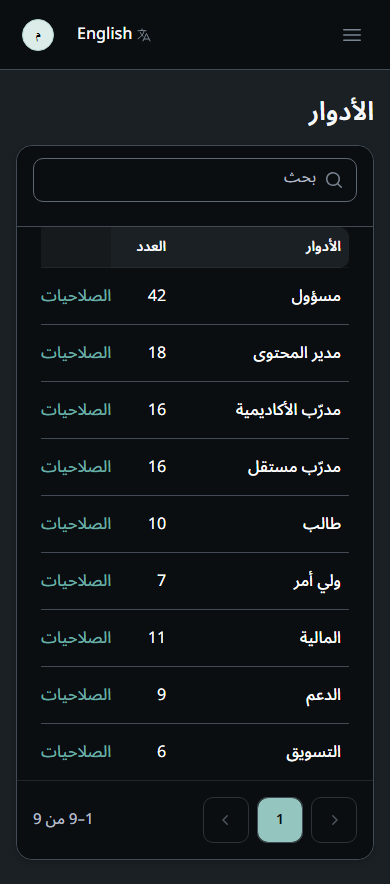 م
English
الأدوار
بحث
الأدوار العدد
مسؤول 42 الصلاحيات
مدير المحتوى 18 الصلاحيات
مدرّب الأكاديمية 16 الصلاحيات
مدرّب مستقل 16 الصلاحيات
طالب 10 الصلاحيات
ولي أمر 7 الصلاحيات
المالية 11 الصلاحيات
الدعم 9 الصلاحيات
التسويق 6 الصلاحيات
1
1–9 من 9